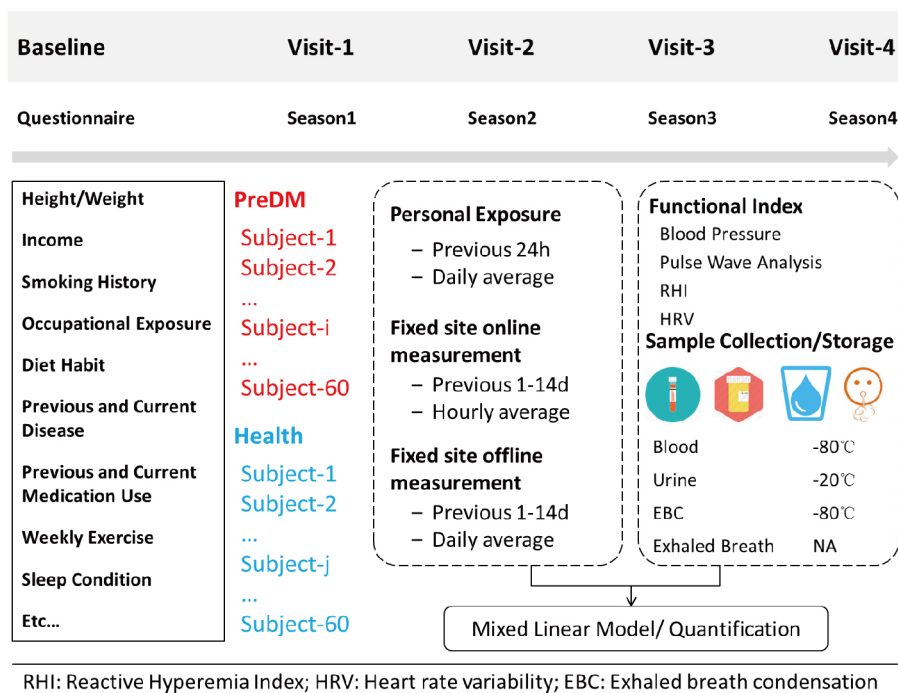 Baseline Visit-1 Visit-2 Visit-3 Visit-4
Questionnaire Season1 Season2 Season3 Season4
Height/Weight
Income
Smoking History
Occupational Exposure
Diet Habit
Previous and Current
Disease
Previous and Current
Medication Use
Weekly Exercise
Sleep Condition
Etc...
PreDM
Subject-1
Subject-2
...
Subject-i
...
Subject-60
Health
Subject-1
Subject-2
...
Subject-j
...
Subject-60
Personal Exposure
– Previous 24h
– Daily average
Fixed site online
measurement
– Previous 1-14d
– Hourly average
Fixed site offline
measurement
– Previous 1-14d
– Daily average
Functional Index
Blood Pressure
Pulse Wave Analysis
RHI
HRV
Sample Collection/Storage
Blood -80℃
Urine -20℃
EBC -80℃
Exhaled Breath NA
Mixed Linear Model/ Quantification
RHI: Reactive Hyperemia Index; HRV: Heart rate variability; EBC: Exhaled breath condensation